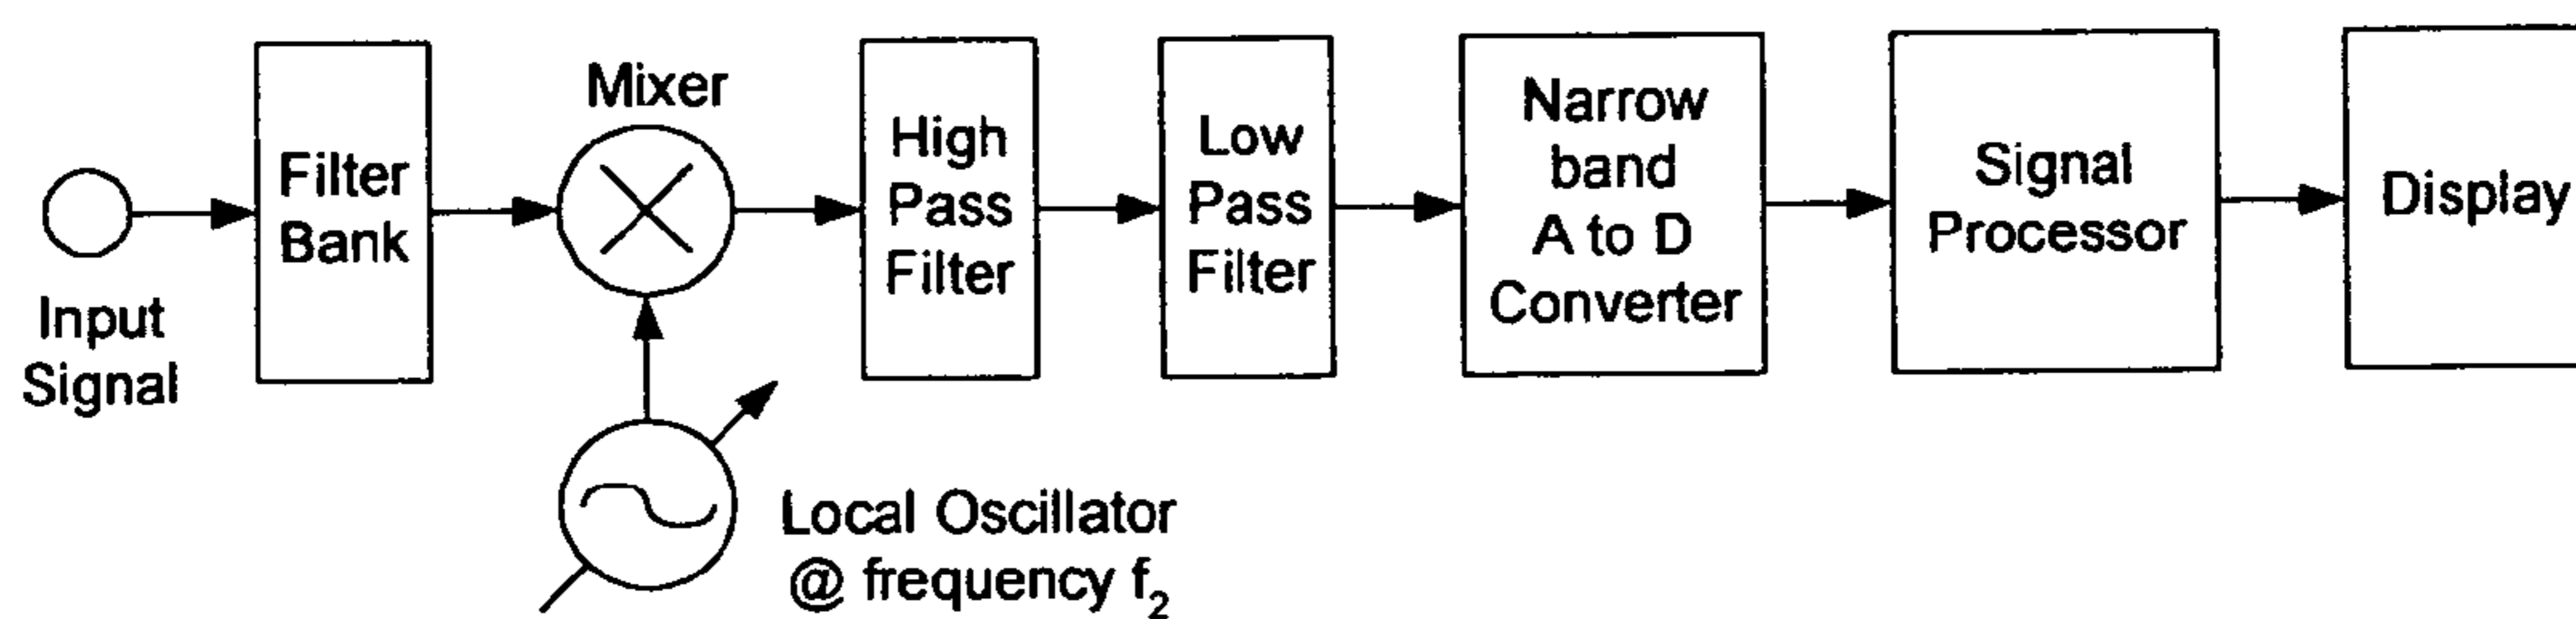 Input
Signal
Filter
Bank
Mixer
Local Oscillator
@ frequency f₂
High
Pass
Filter
Low
Pass
Filter
Narrow
band
A to D
Converter
Signal
Processor
Display